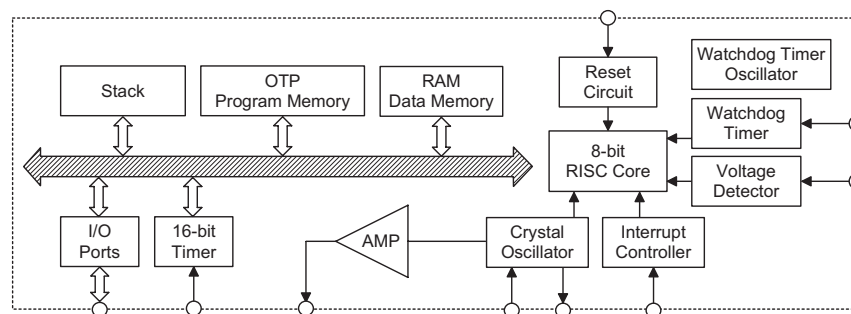 Stack
OTP
Program Memory
RAM
Data Memory
Reset
Circuit
Watchdog Timer
Oscillator
Watchdog
Timer
8-bit
RISC Core
Voltage
Detector
I/O
Ports
16-bit
Timer
AMP
Crystal
Oscillator
Interrupt
Controller